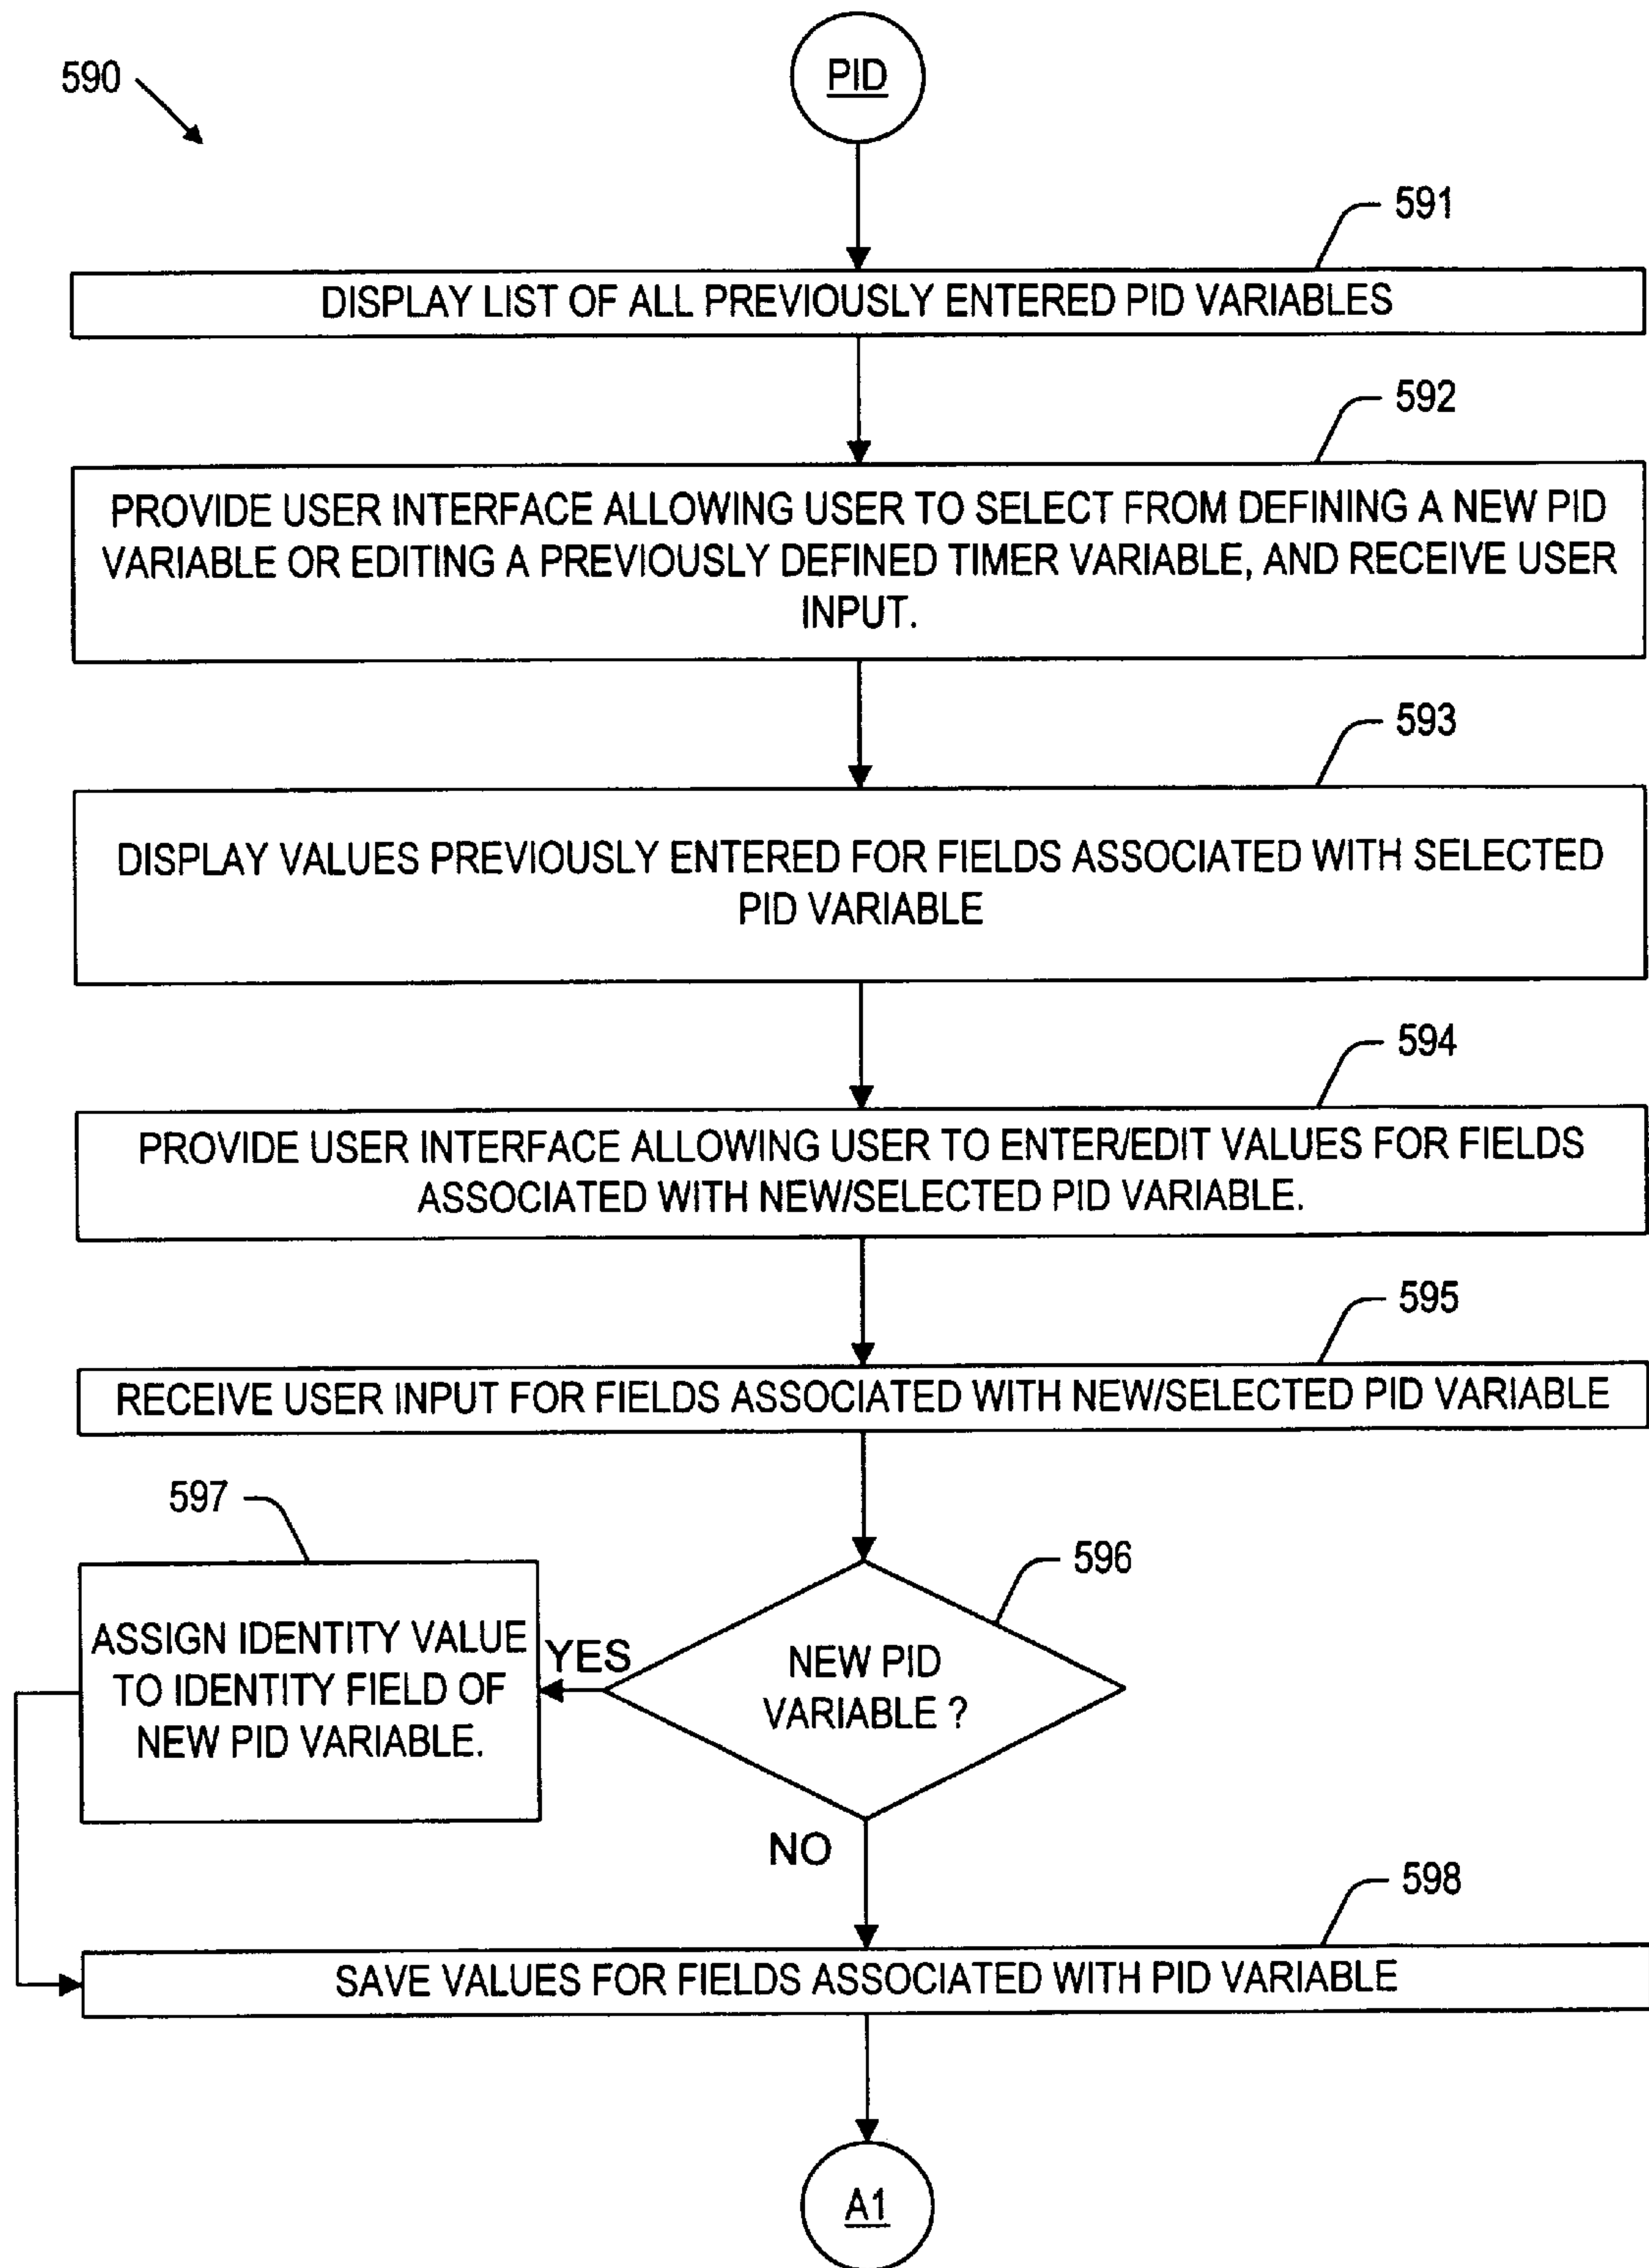 590
PID
591
DISPLAY LIST OF ALL PREVIOUSLY ENTERED PID VARIABLES
592
PROVIDE USER INTERFACE ALLOWING USER TO SELECT FROM DEFINING A NEW PID
VARIABLE OR EDITING A PREVIOUSLY DEFINED TIMER VARIABLE, AND RECEIVE USER
INPUT.
593
DISPLAY VALUES PREVIOUSLY ENTERED FOR FIELDS ASSOCIATED WITH SELECTED
PID VARIABLE
594
PROVIDE USER INTERFACE ALLOWING USER TO ENTER/EDIT VALUES FOR FIELDS
ASSOCIATED WITH NEW/SELECTED PID VARIABLE.
595
RECEIVE USER INPUT FOR FIELDS ASSOCIATED WITH NEW/SELECTED PID VARIABLE
597
ASSIGN IDENTITY VALUE
TO IDENTITY FIELD OF
NEW PID VARIABLE.
YES
596
NEW PID
VARIABLE ?
NO
598
SAVE VALUES FOR FIELDS ASSOCIATED WITH PID VARIABLE
A1